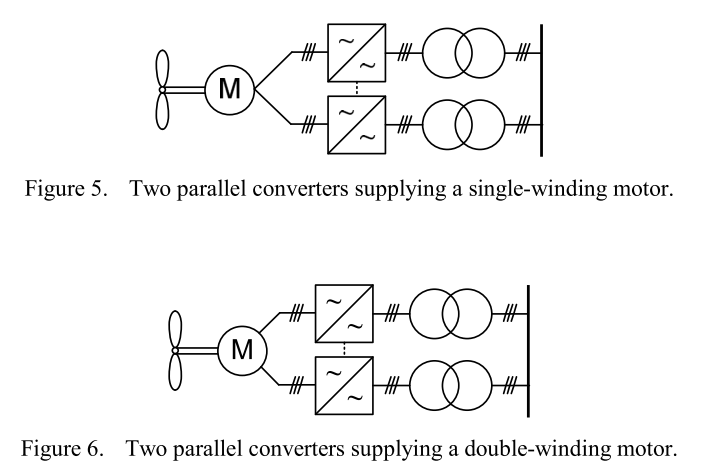 M
Figure 5. Two parallel converters supplying a single-winding motor.
M
Figure 6. Two parallel converters supplying a double-winding motor.